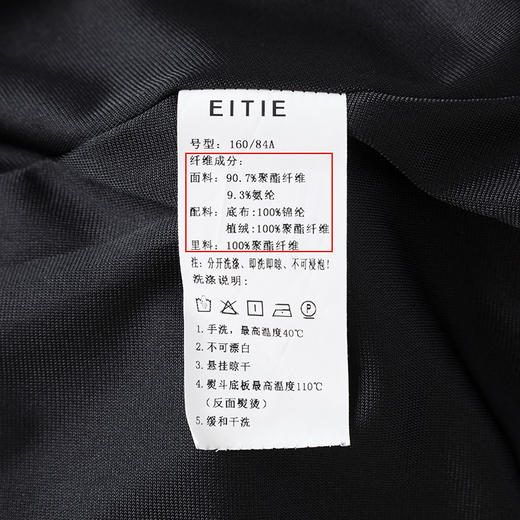 EITIE
号型: 160/84A
纤维成分:
面料: 90.7%聚酯纤维
9.3%氨纶
配料: 底布:100%锦纶
植绒:100%聚酯纤维
里料: 100%聚酯纤维
注: 分开洗涤、即洗即晾、不可浸泡!
洗涤说明:
P
1.手洗,最高温度40℃
2.不可漂白
3.悬挂晾干
4.熨斗底板最高温度110℃
(反面熨烫)
5.缓和干洗